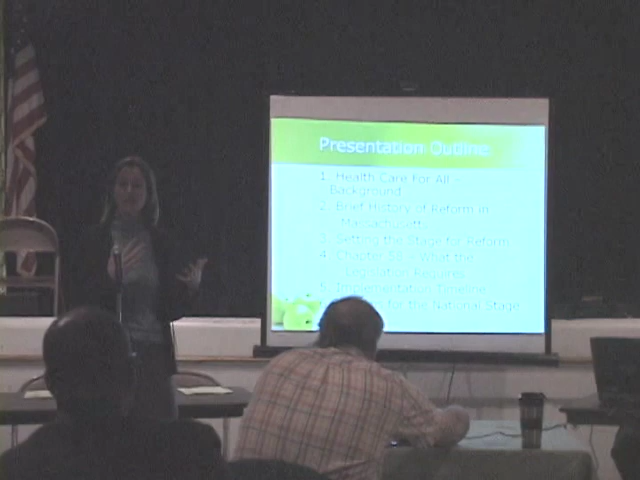 Presentation Outline
1. Health Care For All –
Background
2. Brief History of Reform in
Massachusetts
3. Setting the Stage for Reform
4. Chapter 58 – What the
Legislation Requires
5. Implementation Timeline
for the National Stage